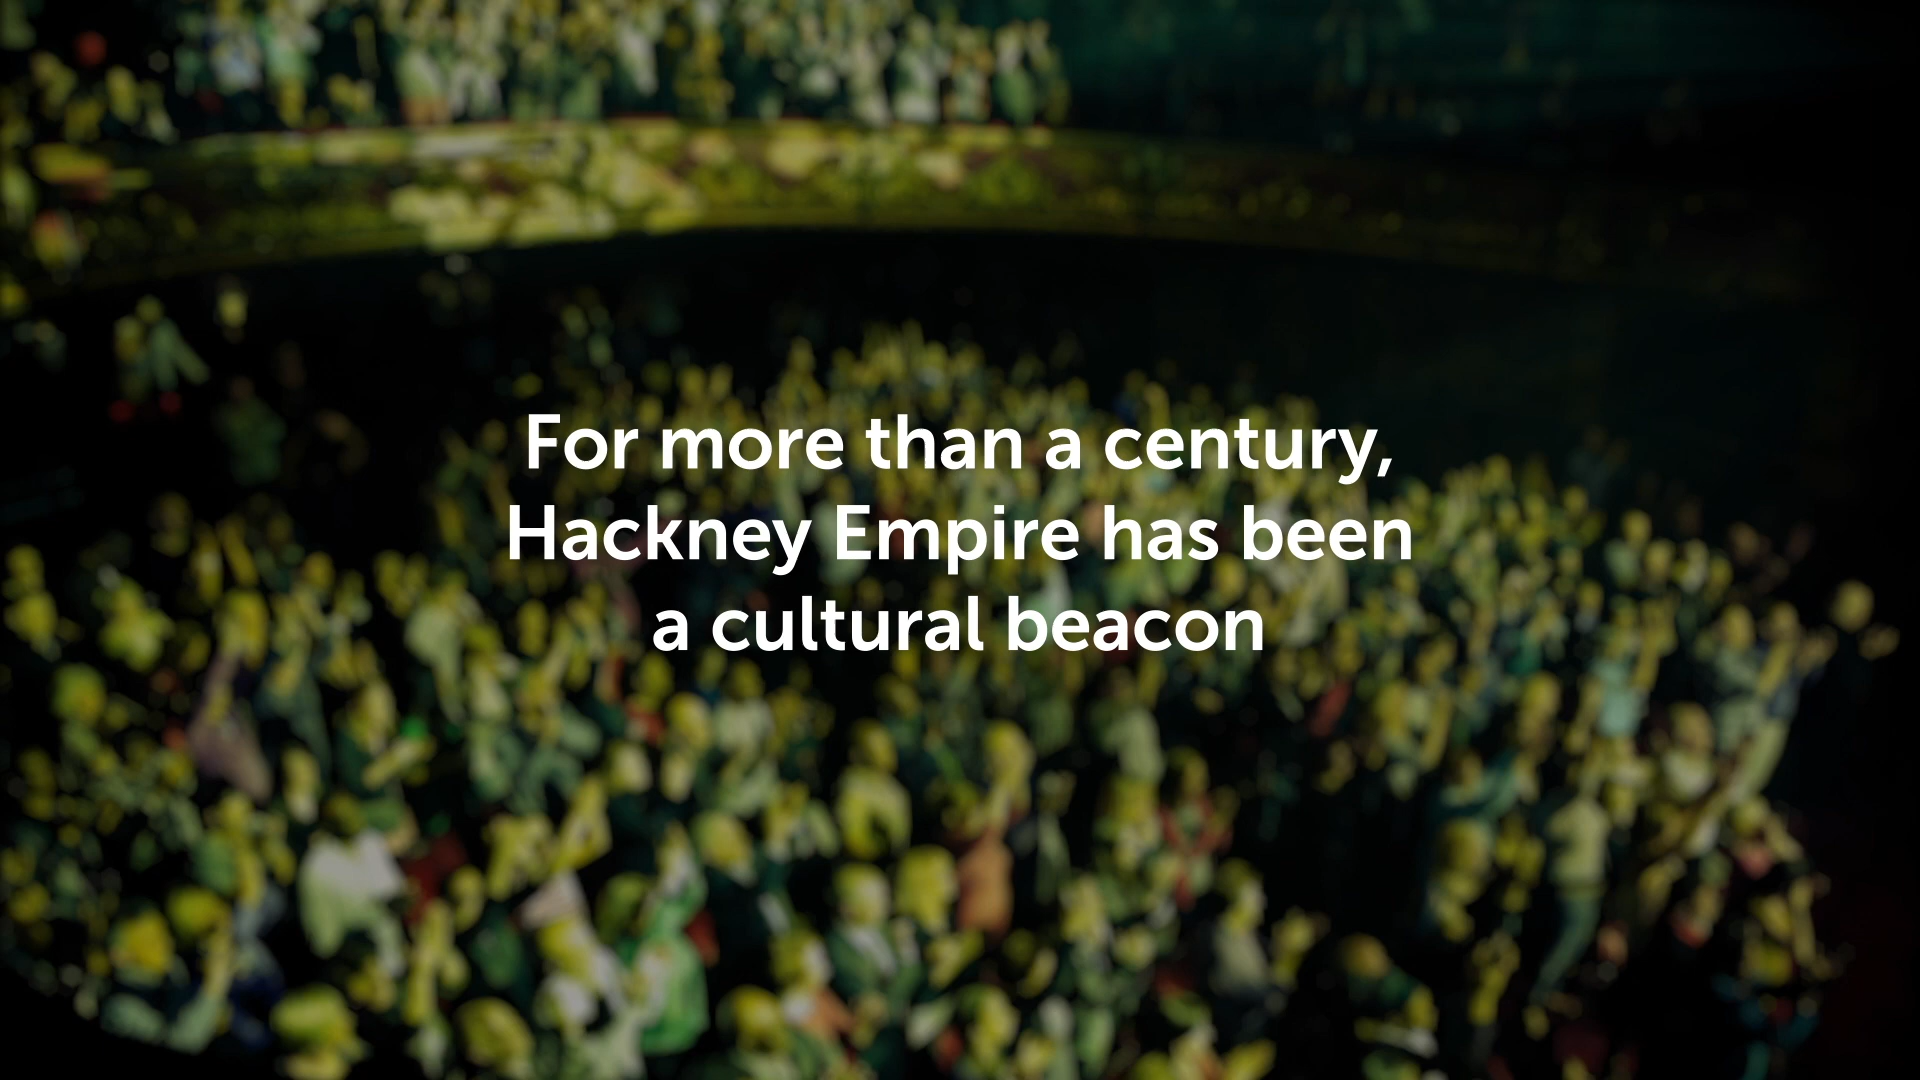 For more than a century,
Hackney Empire has been
a cultural beacon